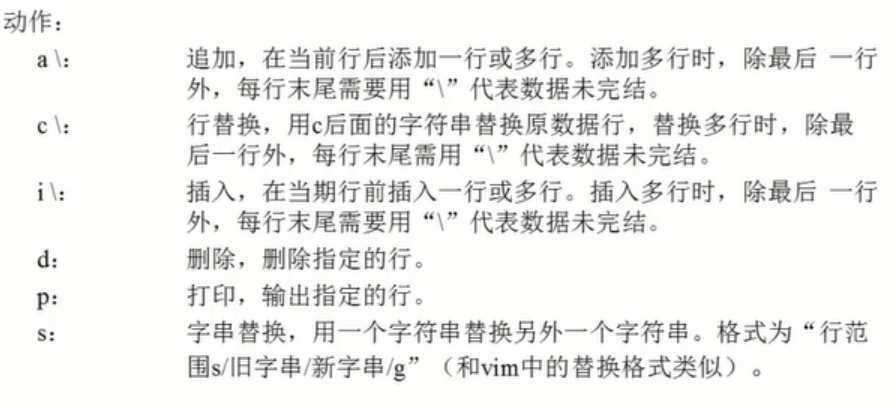 动作：
a \： 追加，在当前行后添加一行或多行。添加多行时，除最后 一行
外，每行末尾需要用“\”代表数据未完结。
c \： 行替换，用c后面的字符串替换原数据行，替换多行时，除最
后一行外，每行末尾需用“\”代表数据未完结。
i \： 插入，在当期行前插入一行或多行。插入多行时，除最后 一行
外，每行末尾需要用“\”代表数据未完结。
d： 删除，删除指定的行。
p： 打印，输出指定的行。
s： 字串替换，用一个字符串替换另外一个字符串。格式为“行范
围s/旧字串/新字串/g”（和vim中的替换格式类似）。